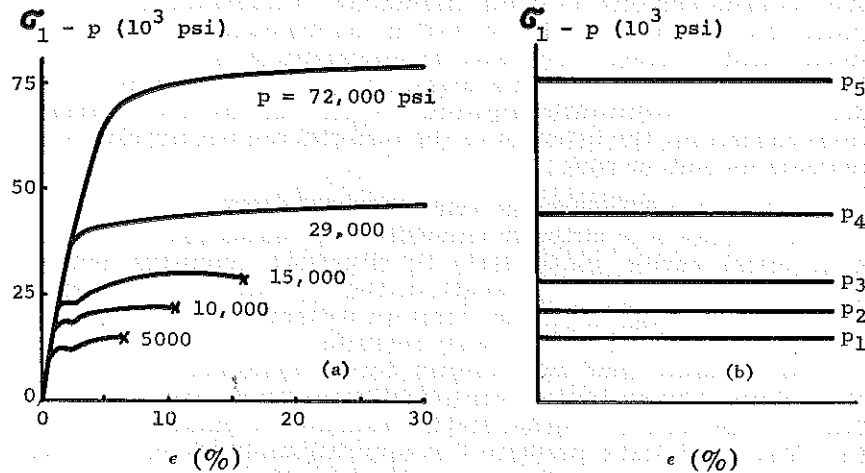 σ₁ - p (10³ psi)
75
50
25
0
p = 72,000 psi
29,000
15,000
10,000
5000
(a)
0 10 20 30
ϵ (%)
σ₁ - p (10³ psi)
p₅
p₄
p₃
p₂
p₁
(b)
ϵ (%)